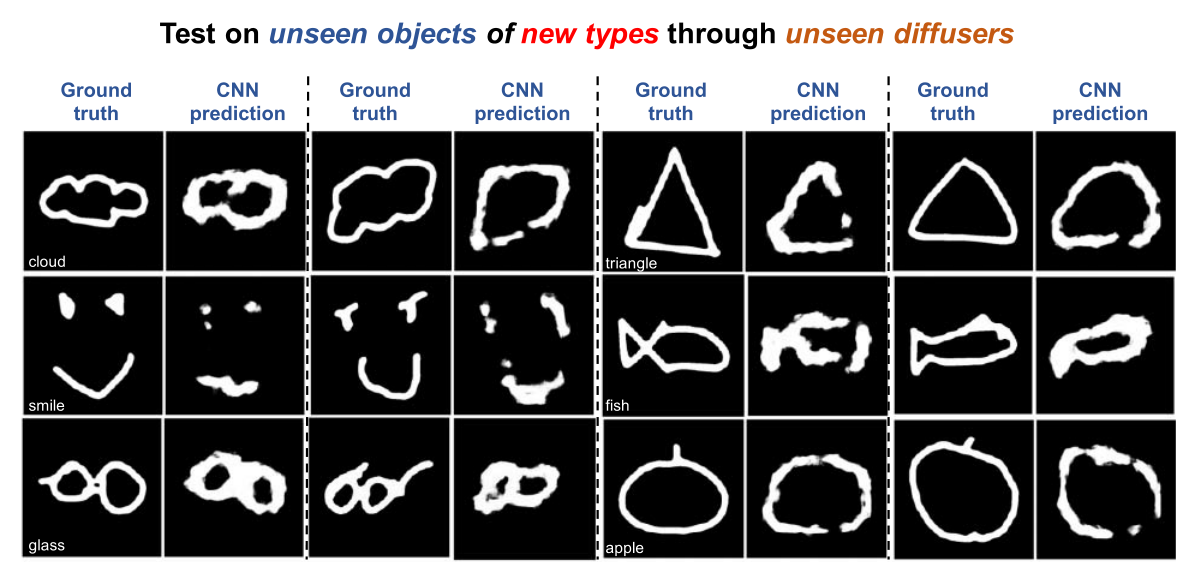 Test on unseen objects of new types through unseen diffusers
Ground truth
CNN prediction
Ground truth
CNN prediction
Ground truth
CNN prediction
Ground truth
CNN prediction
cloud
triangle
smile
fish
glass
apple